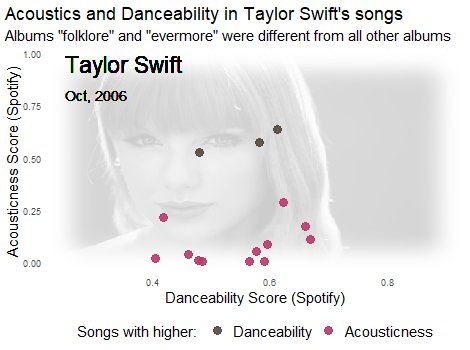 Acoustics and Danceability in Taylor Swift's songs
Albums "folklore" and "evermore" were different from all other albums
Taylor Swift
Oct, 2006
Acousticness Score (Spotify)
1.00
0.75
0.50
0.25
0.00
0.4 0.6 0.8
Danceability Score (Spotify)
Songs with higher: Danceability Acousticness